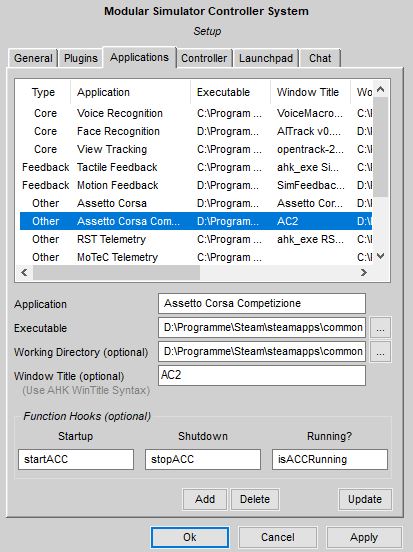 Modular Simulator Controller System
Setup
General Plugins Applications Controller Launchpad Chat
Type Application Executable Window Title Wo
Core Voice Recognition C:\Program ... VoiceMacro... C:\F
Core Face Recognition D:\Program ... AITrack v0.... D:\F
Core View Tracking C:\Program ... opentrack-2... C:\F
Feedback Tactile Feedback C:\Program ... ahk_exe Si... C:\F
Feedback Motion Feedback D:\Program ... SimFeedbac... D:\F
Other Assetto Corsa D:\Program ... Assetto Cor... D:\F
Other Assetto Corsa Com... D:\Program ... AC2 D:\F
Other RST Telemetry D:\Program ... ahk_exe RS... D:\F
Other MoTeC Telemetry C:\Program ... C:\F
Application Assetto Corsa Competizione
Executable D:\Programme\Steam\steamapps\common ...
Working Directory (optional) D:\Programme\Steam\steamapps\common ...
Window Title (optional) AC2
(Use AHK WinTitle Syntax)
Function Hooks (optional)
Startup Shutdown Running?
startACC stopACC isACCRunning
Add Delete Update
Ok Cancel Apply